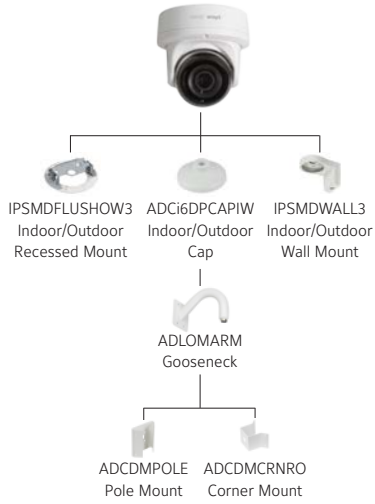 IPSMDFLUSHOW3
Indoor/Outdoor
Recessed Mount
ADCi6DPCAPIW
Indoor/Outdoor
Cap
IPSMDWALL3
Indoor/Outdoor
Wall Mount
ADLOMARM
Gooseneck
ADCDMPOLE
Pole Mount
ADCDMCRNRO
Corner Mount